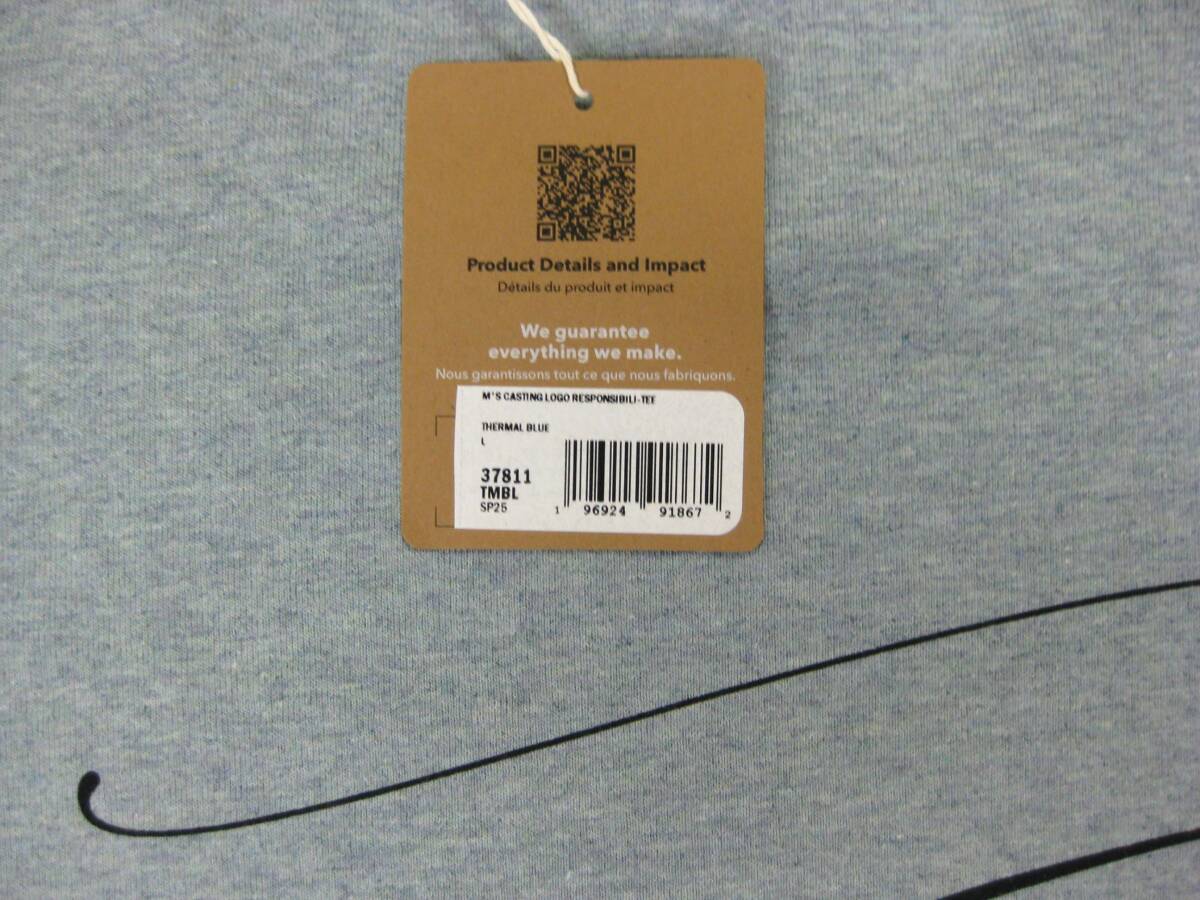 Product Details and Impact
Détails du produit et impact
We guarantee
everything we make.
Nous garantissons tout ce que nous fabriquons.
M'S CASTING LOGO RESPONSIBILI-TEE
THERMAL BLUE
L
37811
TMBL
SP25
1 96924 91867 2